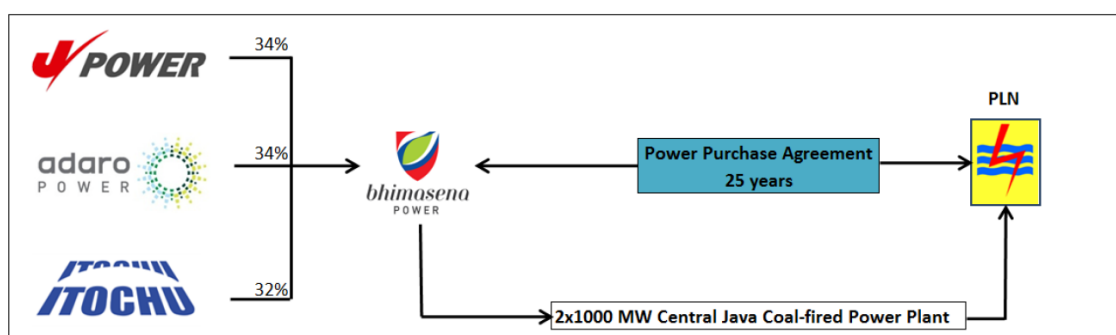 J POWER
34%
adaro
POWER
34%
ITOCHU
ITOCHU
32%
bhimasena
POWER
Power Purchase Agreement
25 years
PLN
2x1000 MW Central Java Coal-fired Power Plant